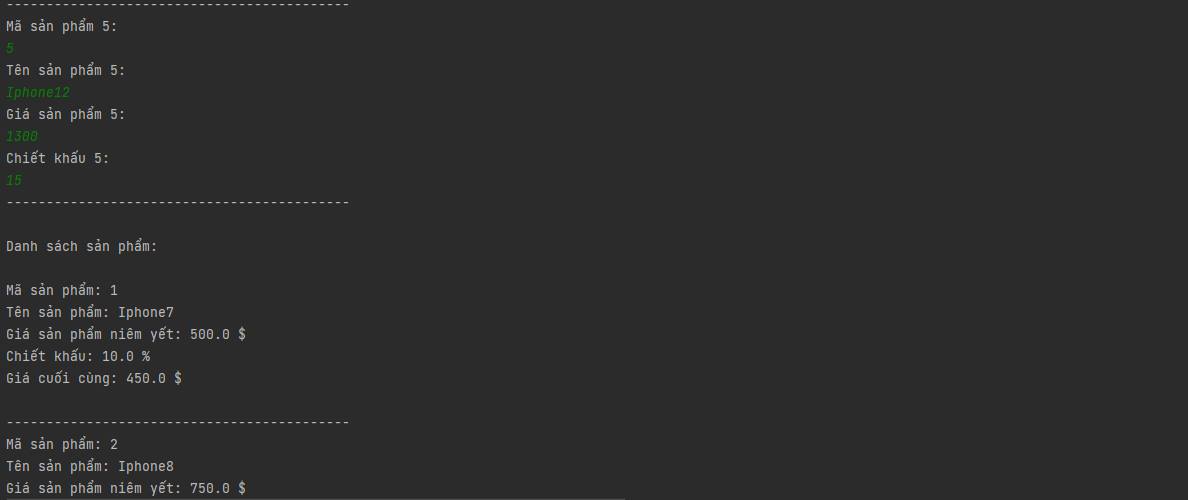 -------------------------------------------
Mã sản phẩm 5:
5
Tên sản phẩm 5:
Iphone12
Giá sản phẩm 5:
1300
Chiết khấu 5:
15
-------------------------------------------
Danh sách sản phẩm:
Mã sản phẩm: 1
Tên sản phẩm: Iphone7
Giá sản phẩm niêm yết: 500.0 $
Chiết khấu: 10.0 %
Giá cuối cùng: 450.0 $
-------------------------------------------
Mã sản phẩm: 2
Tên sản phẩm: Iphone8
Giá sản phẩm niêm yết: 750.0 $